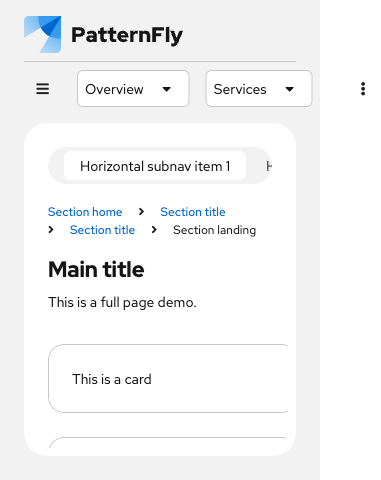 PatternFly
Overview
Services
Horizontal subnav item 1
Section home
Section title
Section title
Section landing
Main title
This is a full page demo.
This is a card